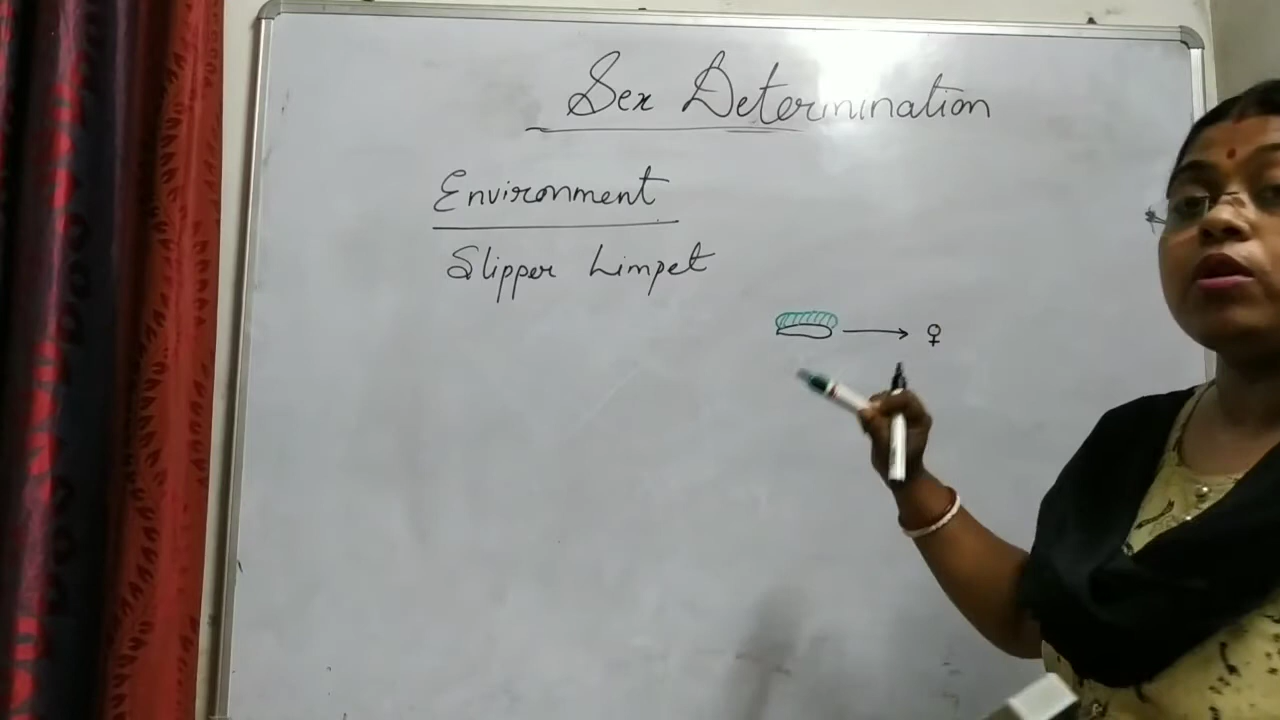 Sex Determination
Environment
Slipper Limpet
♀